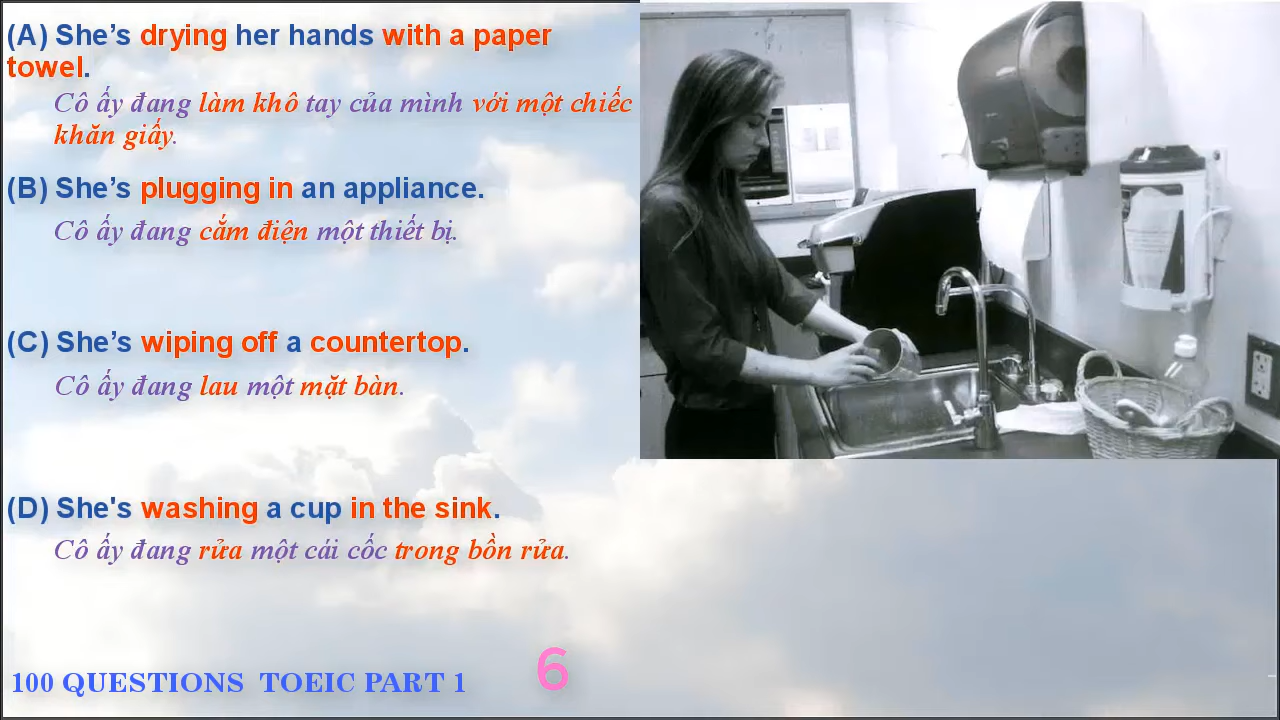 (A) She’s drying her hands with a paper
towel.
Cô ấy đang làm khô tay của mình với một chiếc
khăn giấy.
(B) She’s plugging in an appliance.
Cô ấy đang cắm điện một thiết bị.
(C) She’s wiping off a countertop.
Cô ấy đang lau một mặt bàn.
(D) She's washing a cup in the sink.
Cô ấy đang rửa một cái cốc trong bồn rửa.
100 QUESTIONS TOEIC PART 1
6